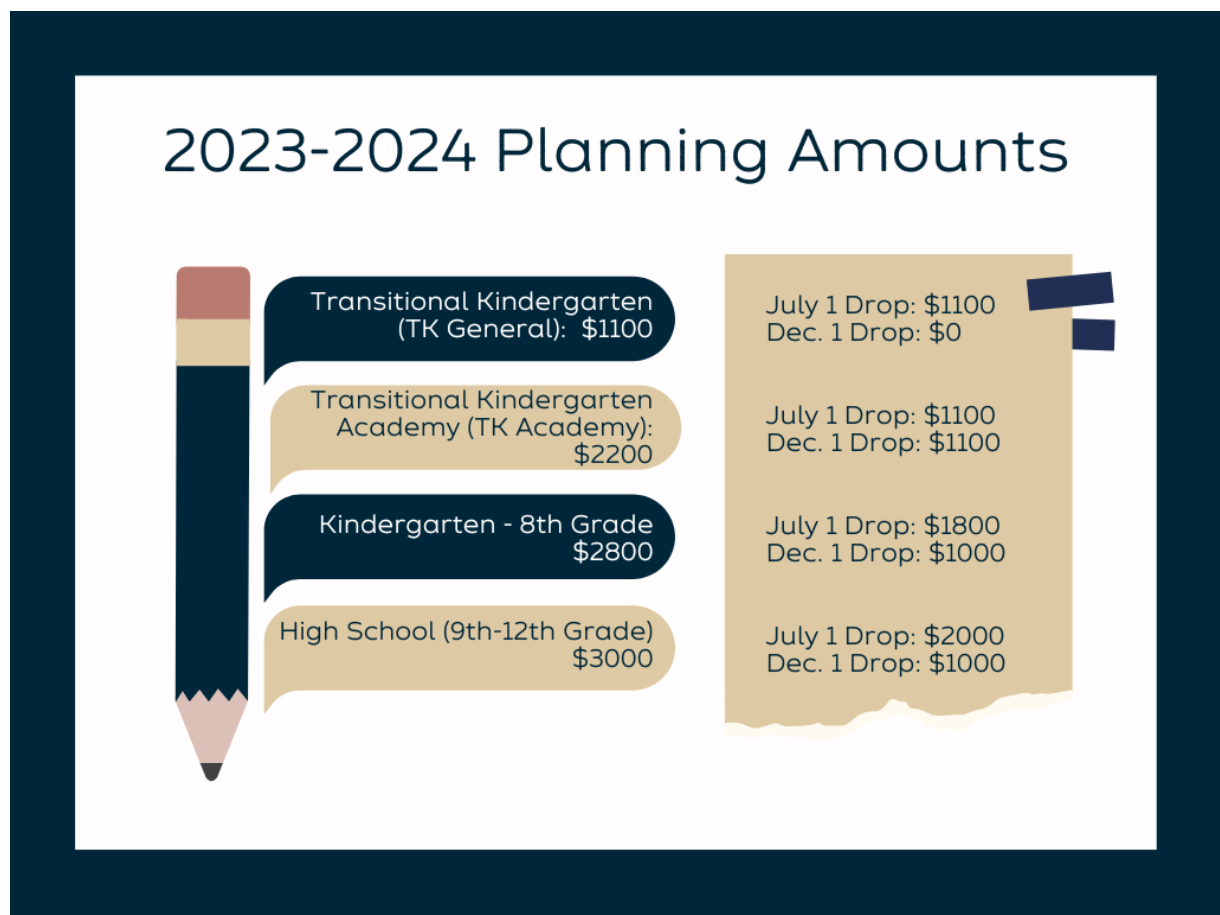 2023-2024 Planning Amounts
Transitional Kindergarten
(TK General):  $1100
July 1 Drop: $1100
Dec. 1 Drop: $0
Transitional Kindergarten
Academy (TK Academy):
$2200
July 1 Drop: $1100
Dec. 1 Drop: $1100
Kindergarten - 8th Grade
$2800
July 1 Drop: $1800
Dec. 1 Drop: $1000
High School (9th-12th Grade)
$3000
July 1 Drop: $2000
Dec. 1 Drop: $1000